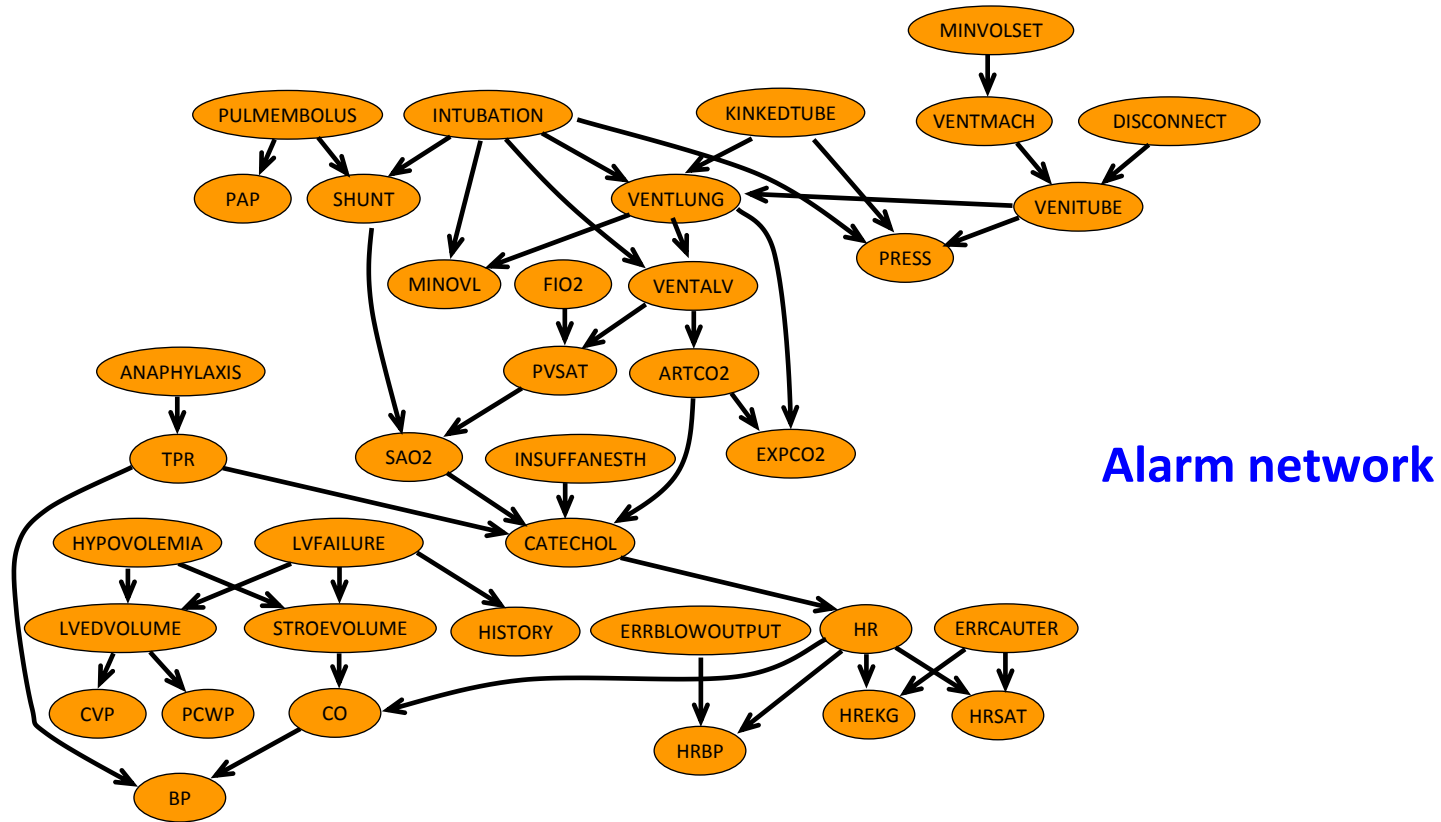 MINVOLSET
PULMEMBOLUS
INTUBATION
KINKEDTUBE
VENTMACH
DISCONNECT
PAP
SHUNT
VENTLUNG
VENITUBE
PRESS
MINOVL
FIO2
VENTALV
ANAPHYLAXIS
PVSAT
ARTCO2
TPR
SAO2
INSUFFANESTH
EXPCO2
Alarm network
HYPOVOLEMIA
LVFAILURE
CATECHOL
LVEDVOLUME
STROEVOLUME
HISTORY
ERRBLOWOUTPUT
HR
ERRCAUTER
CVP
PCWP
CO
HREKG
HRSAT
HRBP
BP